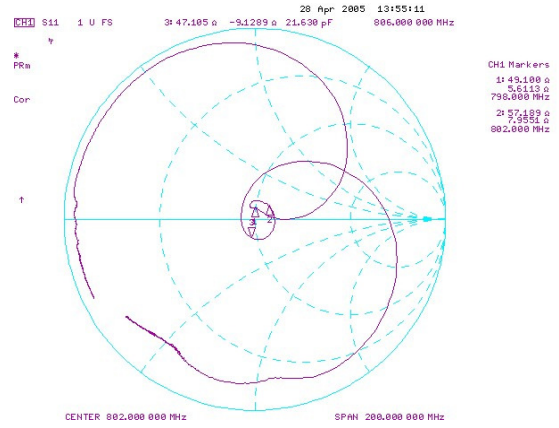 28 Apr 2005 13:55:11
CH1 S11 1 U FS 3: 47.105 Ω -9.1289 Ω 21.630 pF 806.000 000 MHz
*
PRm
Cor
↑
CH1 Markers
1: 49.100 Ω
5.6113 Ω
798.000 MHz
2: 57.189 Ω
7.9551 Ω
802.000 MHz
2
CENTER 802.000 000 MHz SPAN 200.000 000 MHz